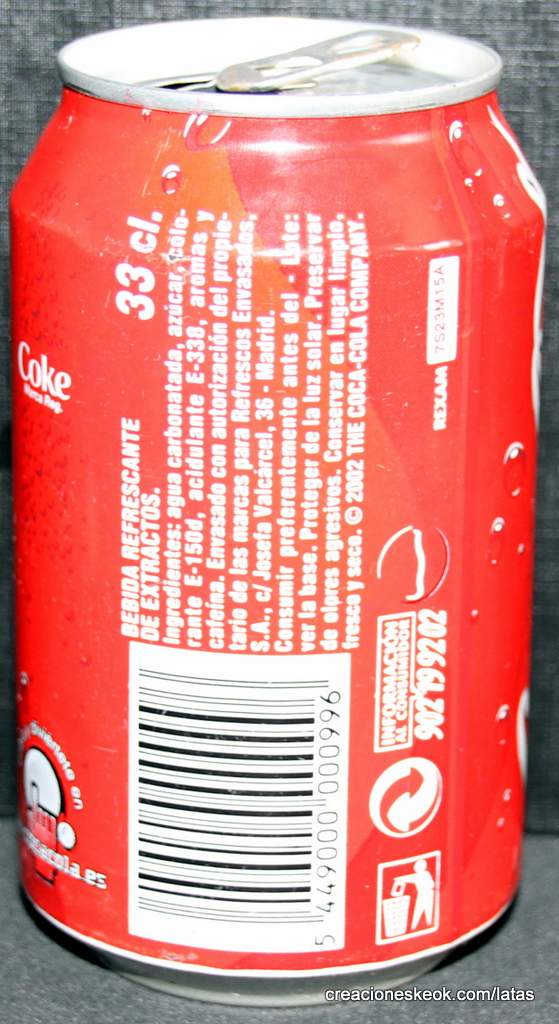 Coke
Marca Reg.
33 cl.
BEBIDA REFRESCANTE
DE EXTRACTOS.
Ingredientes: agua carbonatada, azúcar, colo-
rante E-150d, acidulante E-338, aromas y
cafeína. Envasado con autorización del propie-
tario de las marcas para Refrescos Envasados,
S.A., c/ Josefa Valcárcel, 36 - Madrid.
Consumir preferentemente antes del - Lote:
ver la base. Proteger de la luz solar. Preservar
de olores agresivos. Conservar en lugar limpio,
fresco y seco. © 2002 THE COCA-COLA COMPANY.
REXAM 7S23M15A
INFORMACIÓN
AL CONSUMIDOR
902 19 92 02
5 449000 000996
en
cola.es
creacioneskeok.com/latas